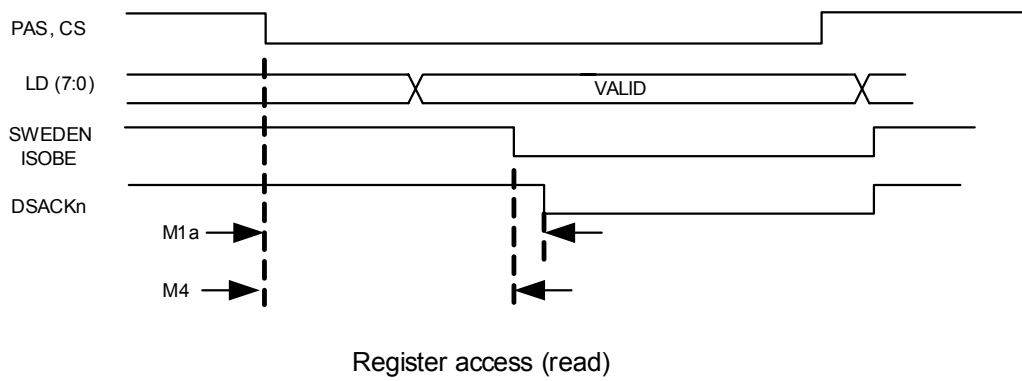 PAS, CS
LD (7:0)
VALID
SWEDEN
ISOBE
DSACKn
M1a
M4
Register access (read)